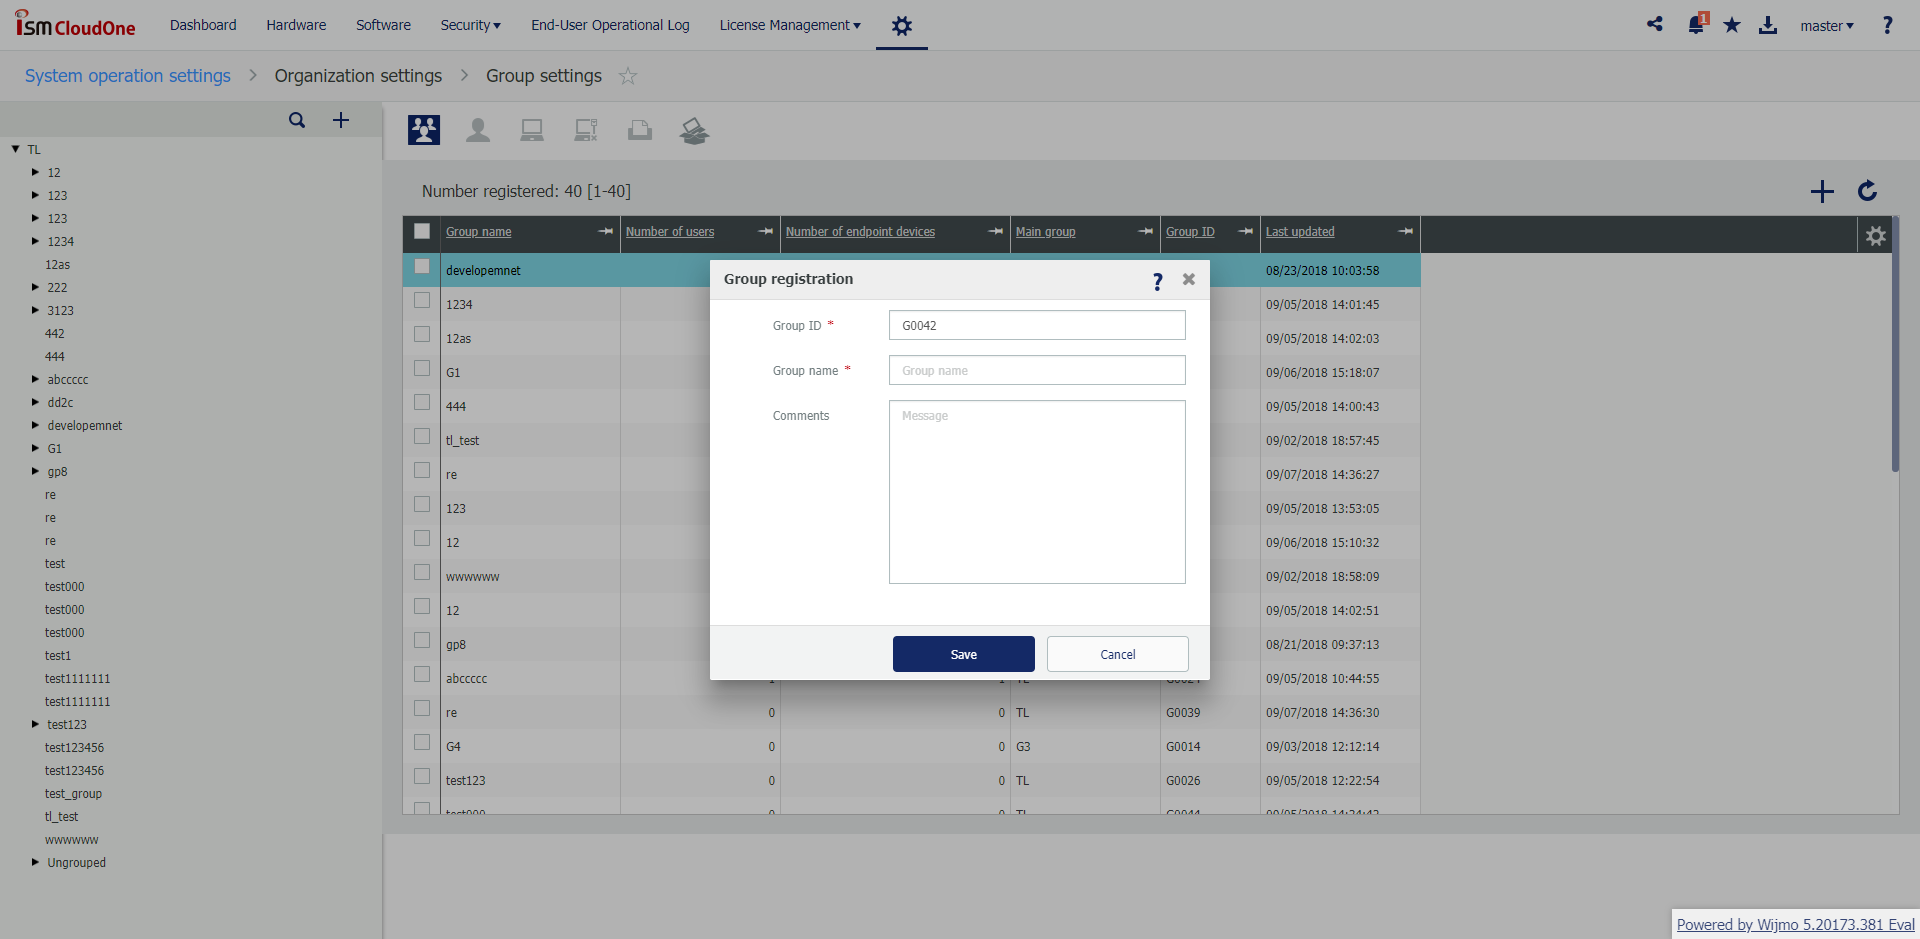 ISM CloudOne
Dashboard Hardware Software Security End-User Operational Log License Management 1 master ?
System operation settings > Organization settings > Group settings
TL
12
123
123
1234
12as
222
3123
442
444
abccccc
dd2c
developemnet
G1
gp8
re
re
re
test
test000
test000
test000
test1
test1111111
test1111111
test123
test123456
test123456
test_group
tl_test
wwwwww
Ungrouped
Number registered: 40 [1-40]
Group name Number of users Number of endpoint devices Main group Group ID Last updated
developemnet 08/23/2018 10:03:58
1234 09/05/2018 14:01:45
12as 09/05/2018 14:02:03
G1 09/06/2018 15:18:07
444 09/05/2018 14:00:43
tl_test 09/02/2018 18:57:45
re 09/07/2018 14:36:27
123 09/05/2018 13:53:05
12 09/06/2018 15:10:32
wwwwww 09/02/2018 18:58:09
12 09/05/2018 14:02:51
gp8 08/21/2018 09:37:13
abccccc 09/05/2018 10:44:55
re 0 0 TL G0039 09/07/2018 14:36:30
G4 0 0 G3 G0014 09/03/2018 12:12:14
test123 0 0 TL G0026 09/05/2018 12:22:54
Group registration ?
Group ID * G0042
Group name * Group name
Comments Message
Save Cancel
Powered by Wijmo 5.20173.381 Eval